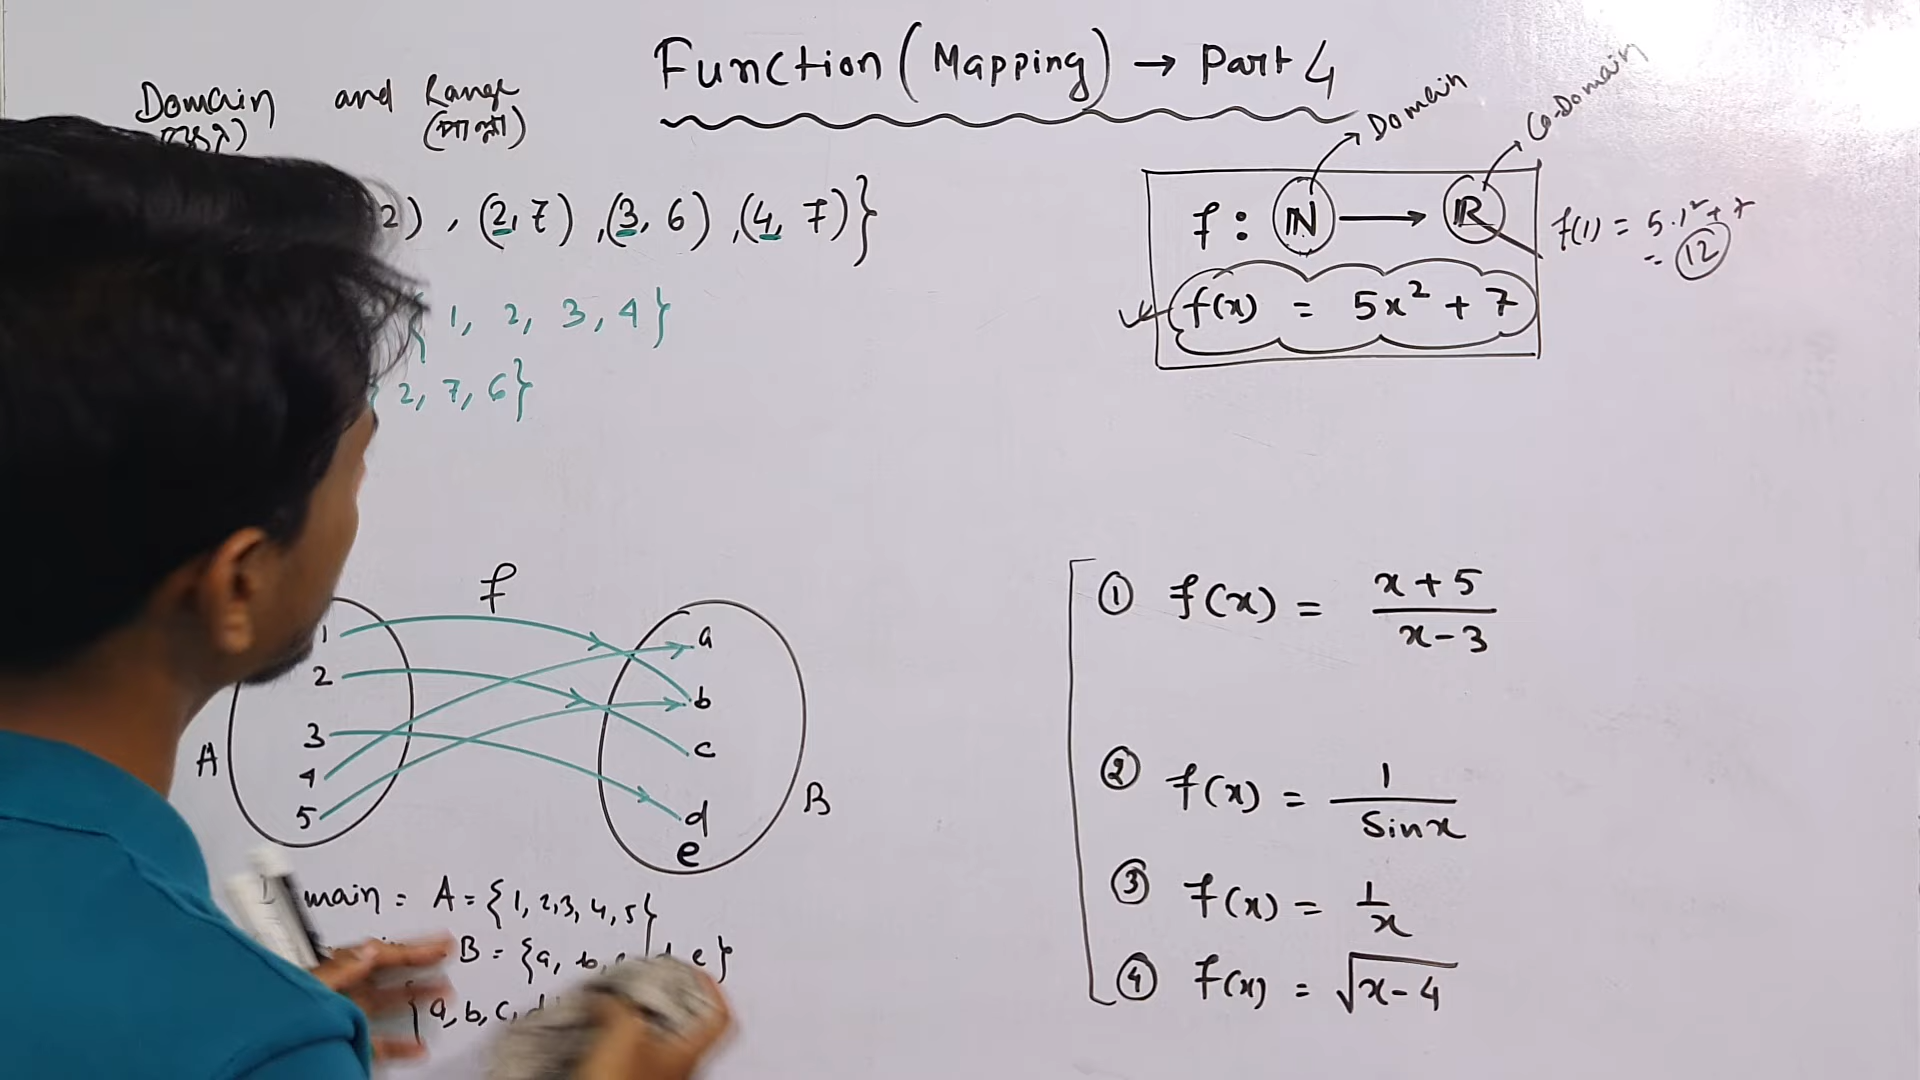 Function (Mapping) → Part 4
Domain and Range
(মাত্রা)
2) , (2, 7) , (3, 6) , (4, 7)}
{ 1, 2, 3, 4 }
{ 2, 7, 6}
f
1
2
3
4
5
A
a
b
c
d
e
B
main = A = {1, 2, 3, 4, 5}
B = {a, b, e}
{a, b, c, d
Domain
Co-Domain
f : ℕ → ℝ
f(x) = 5x² + 7
f(1) = 5.1² + 7
= 12
① f(x) = x + 5 / x - 3
② f(x) = 1 / Sin x
③ f(x) = 1 / x
④ f(x) = √x - 4